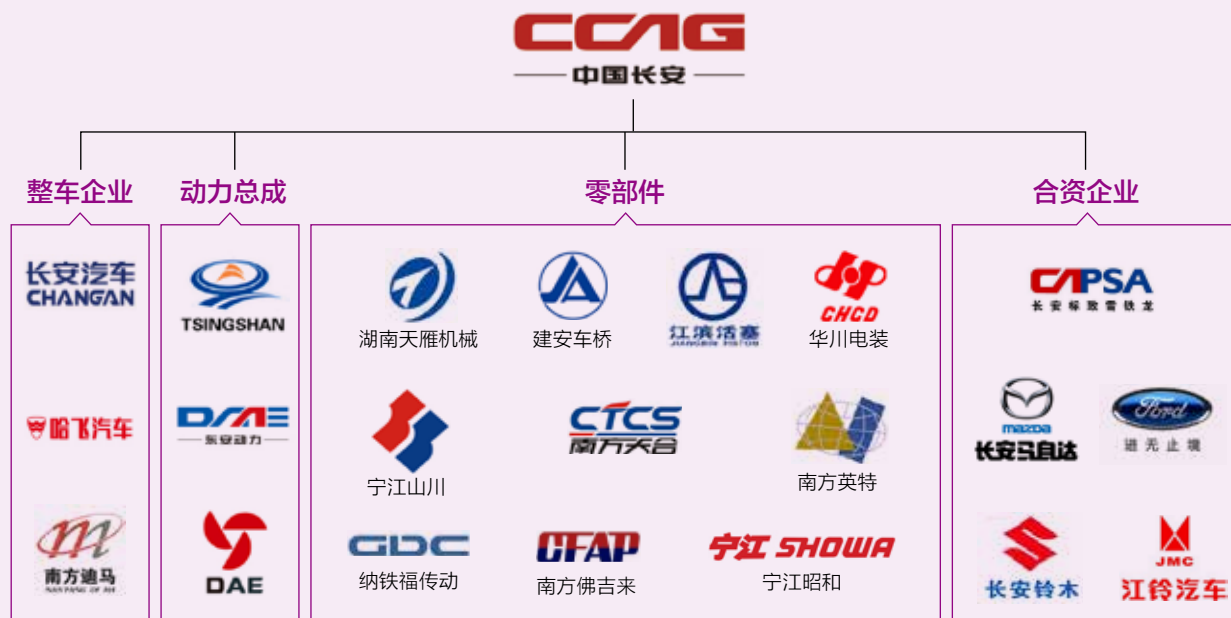 CCAG
中国长安
整车企业
动力总成
零部件
合资企业
长安汽车
CHANGAN
哈飞汽车
南方迪马
TSINGSHAN
DAAE
东安动力
DAE
湖南天雁机械
建安车桥
江滨活塞
JIANGBIN PISTON
CHCD
华川电装
宁江山川
CTCS
南方天合
南方英特
GDC
纳铁福传动
CFAP
南方佛吉来
宁江 SHOWA
宁江昭和
CAPSA
长安标致雪铁龙
mazda
长安马自达
Ford
进无止境
长安铃木
JMC
江铃汽车